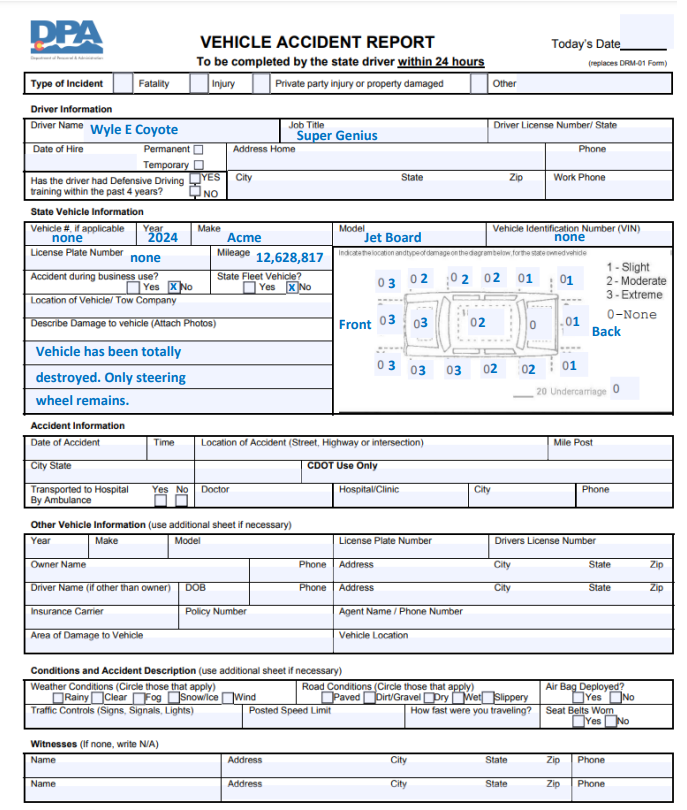 DPA
Department of Personnel & Administration
VEHICLE ACCIDENT REPORT
Today's Date
To be completed by the state driver within 24 hours
(replaces DRM-01 Form)
Type of Incident Fatality Injury Private party injury or property damaged Other
Driver Information
Driver Name Wyle E Coyote Job Title Super Genius Driver License Number/ State
Date of Hire Permanent Temporary Address Home Phone
Has the driver had Defensive Driving training within the past 4 years? YES NO City State Zip Work Phone
State Vehicle Information
Vehicle #, if applicable none Year 2024 Make Acme Model Jet Board Vehicle Identification Number (VIN) none
License Plate Number none Mileage 12,628,817
Indicate the location and type of damage on the diagram below, for the state owned vehicle
Accident during business use? Yes X No State Fleet Vehicle? Yes X No
Location of Vehicle/ Tow Company
Describe Damage to vehicle (Attach Photos)
Vehicle has been totally
destroyed. Only steering
wheel remains.
0 3 0 2 0 2 0 2 01 01
1 - Slight
2 - Moderate
3 - Extreme
0-None
Front 0 3 03 02 0 01 Back
0 3 03 03 02 02 01
20 Undercarriage 0
Accident Information
Date of Accident Time Location of Accident (Street, Highway or intersection) Mile Post
City State CDOT Use Only
Transported to Hospital By Ambulance Yes No Doctor Hospital/Clinic City Phone
Other Vehicle Information (use additional sheet if necessary)
Year Make Model License Plate Number Drivers License Number
Owner Name Phone Address City State Zip
Driver Name (if other than owner) DOB Phone Address City State Zip
Insurance Carrier Policy Number Agent Name / Phone Number
Area of Damage to Vehicle Vehicle Location
Conditions and Accident Description (use additional sheet if necessary)
Weather Conditions (Circle those that apply) Road Conditions (Circle those that apply) Air Bag Deployed?
Rainy Clear Fog Snow/Ice Wind Paved Dirt/Gravel Dry Wet Slippery Yes No
Traffic Controls (Signs, Signals, Lights) Posted Speed Limit How fast were you traveling? Seat Belts Worn Yes No
Witnesses (If none, write N/A)
Name Address City State Zip Phone
Name Address City State Zip Phone